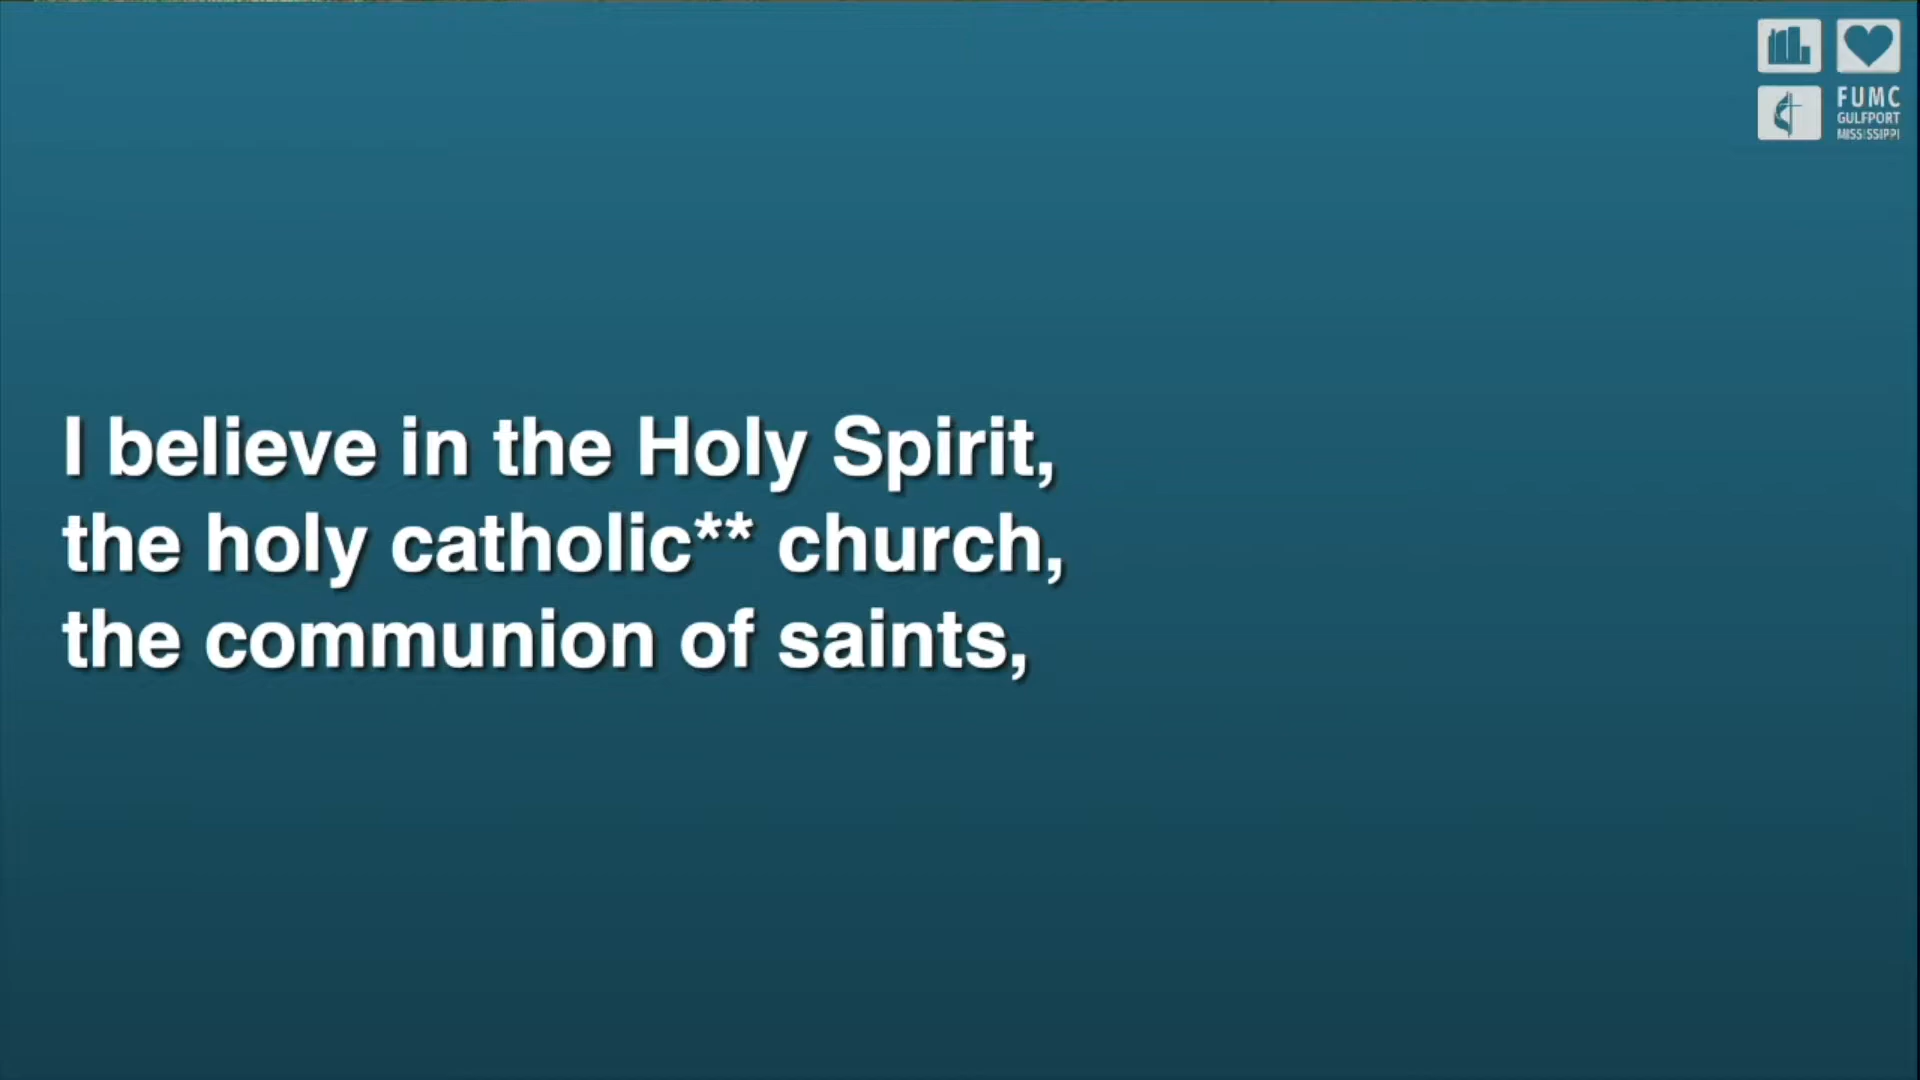 FUMC
GULFPORT
MISSISSIPPI
I believe in the Holy Spirit,
the holy catholic** church,
the communion of saints,